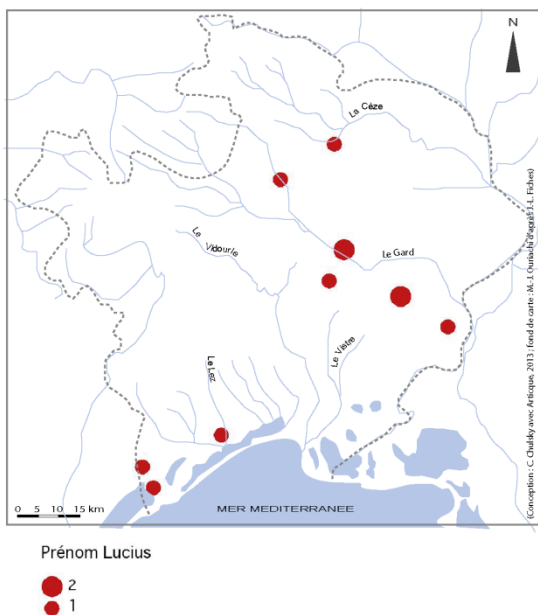 N
La Cèze
Le Vidourle
Le Gard
Le Vistre
Le Lez
0 5 10 15 km
MER MEDITERRANEE
(Conception : C. Chulsky avec Articque, 2013 ; fond de carte : M.-J. Ouriachi d'après J.-L. Fiches)
Prénom Lucius
2
1